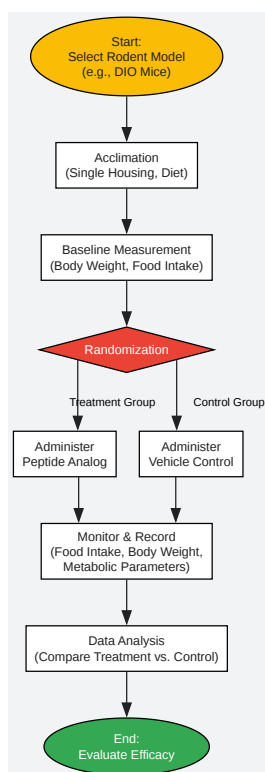 Start:
Select Rodent Model
(e.g., DIO Mice)
Acclimation
(Single Housing, Diet)
Baseline Measurement
(Body Weight, Food Intake)
Randomization
Treatment Group
Control Group
Administer
Peptide Analog
Administer
Vehicle Control
Monitor & Record
(Food Intake, Body Weight,
Metabolic Parameters)
Data Analysis
(Compare Treatment vs. Control)
End:
Evaluate Efficacy